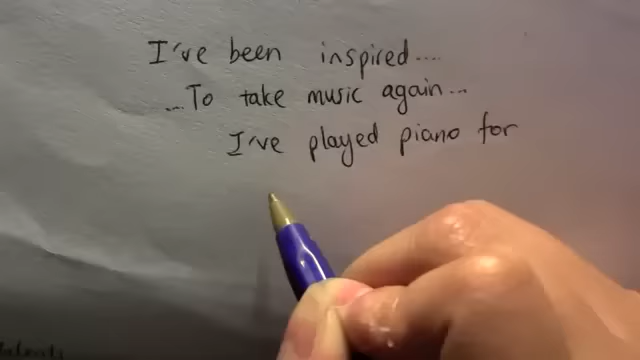 I've been inspired....
...To take music again...
I've played piano for